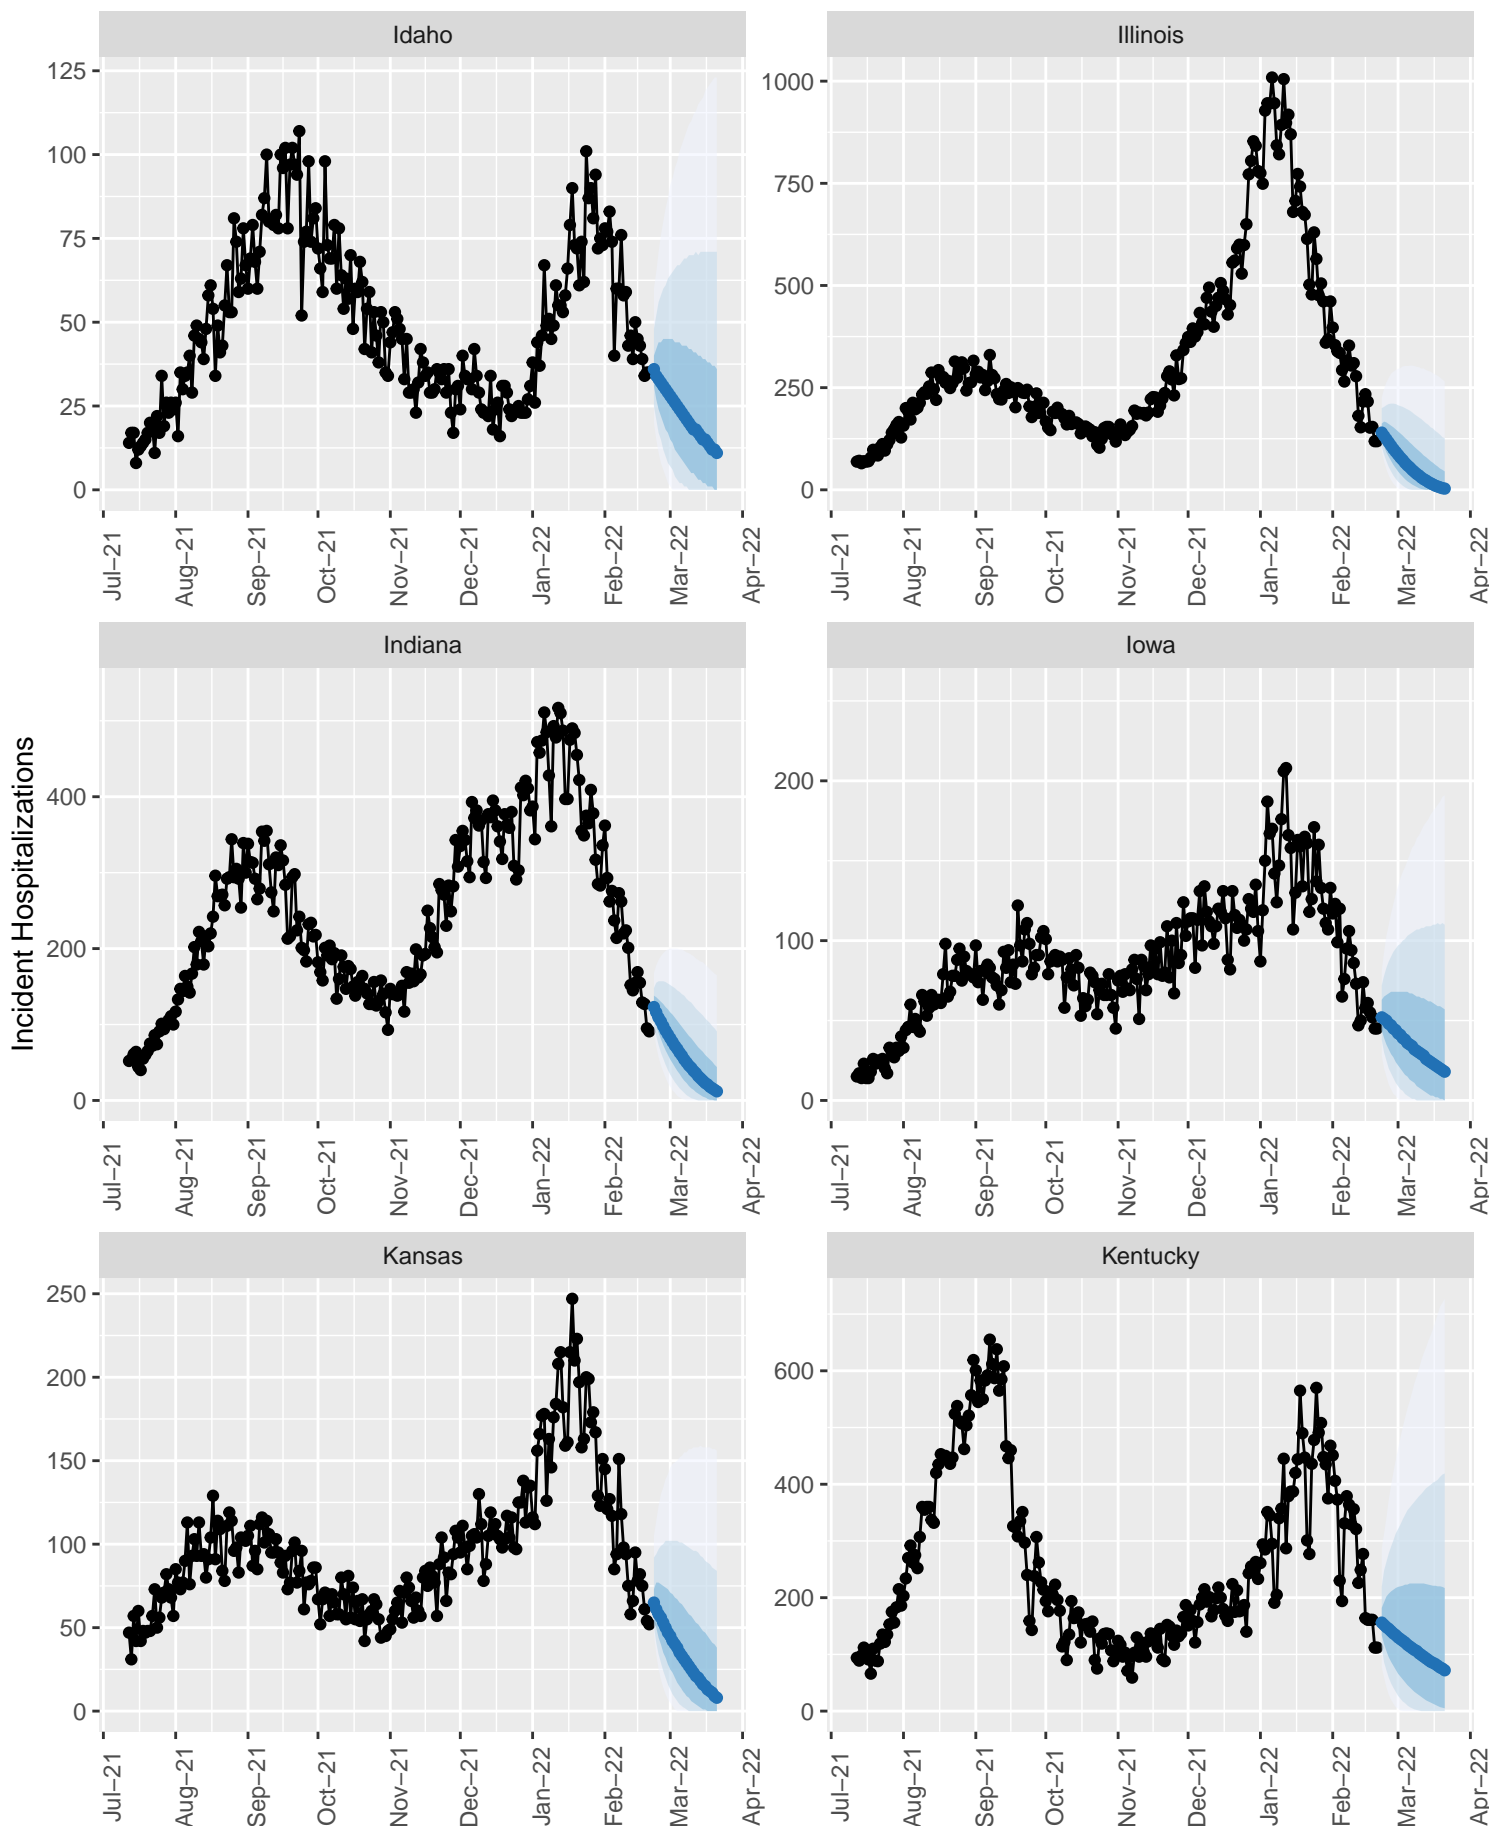 Idaho
Illinois
125
100
75
50
25
0
1000
750
500
250
0
Jul−21
Aug−21
Sep−21
Oct−21
Nov−21
Dec−21
Jan−22
Feb−22
Mar−22
Apr−22
Jul−21
Aug−21
Sep−21
Oct−21
Nov−21
Dec−21
Jan−22
Feb−22
Mar−22
Apr−22
Incident Hospitalizations
Indiana
Iowa
400
200
0
200
100
0
Jul−21
Aug−21
Sep−21
Oct−21
Nov−21
Dec−21
Jan−22
Feb−22
Mar−22
Apr−22
Jul−21
Aug−21
Sep−21
Oct−21
Nov−21
Dec−21
Jan−22
Feb−22
Mar−22
Apr−22
Kansas
Kentucky
250
200
150
100
50
0
600
400
200
0
Jul−21
Aug−21
Sep−21
Oct−21
Nov−21
Dec−21
Jan−22
Feb−22
Mar−22
Apr−22
Jul−21
Aug−21
Sep−21
Oct−21
Nov−21
Dec−21
Jan−22
Feb−22
Mar−22
Apr−22